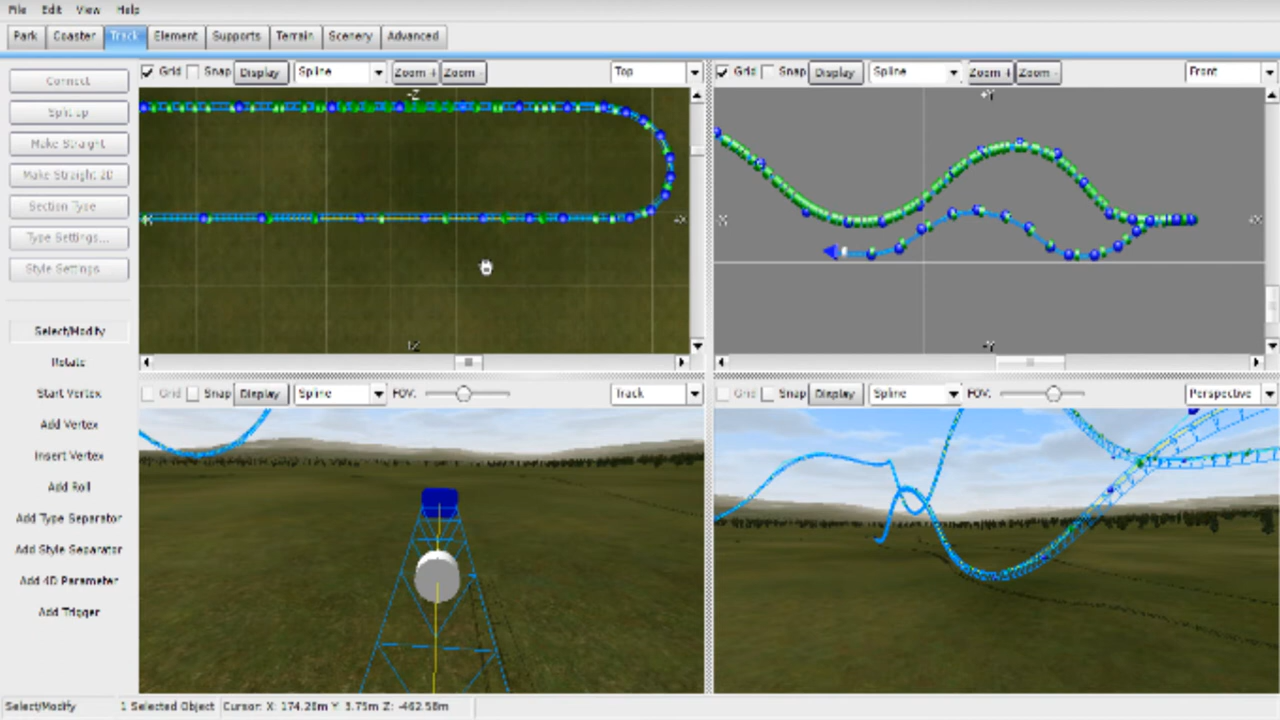 File Edit View Help
Park Coaster Track Element Supports Terrain Scenery Advanced
Grid Snap Display Spline Zoom + Zoom - Top
Grid Snap Display Spline Zoom + Zoom - Front
Connect
Split up
Make Straight
Make Straight 2D
Section Type
Type Settings...
Style Settings
Select/Modify
Rotate
Start Vertex
Add Vertex
Insert Vertex
Add Roll
Add Type Separator
Add Style Separator
Add 4D Parameter
Add Trigger
-Z
+Y
-Y
Grid Snap Display Spline FOV: Track
Grid Snap Display Spline FOV: Perspective
Select/Modify 1 Selected Object Cursor: X: 174.26m Y: 3.75m Z: -462.58m